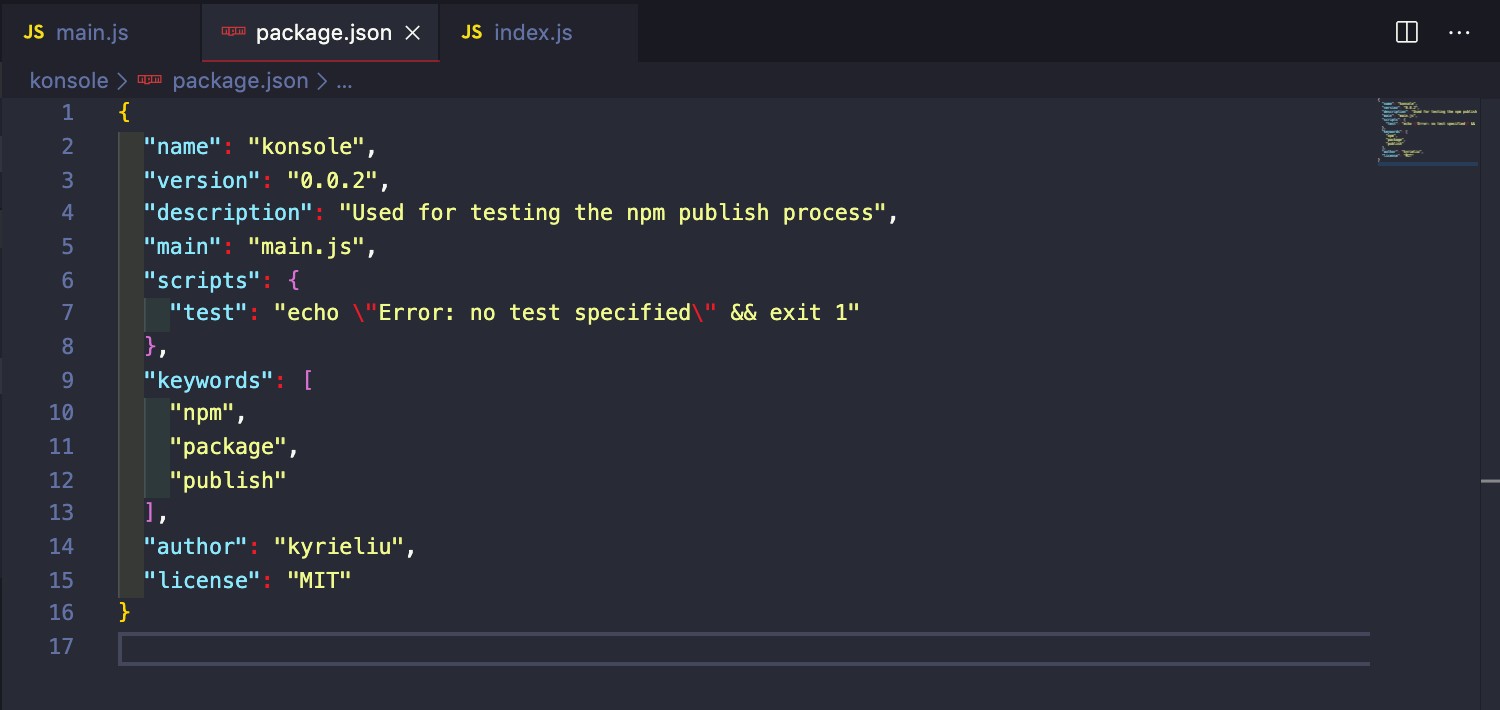 JS main.js
npm package.json
JS index.js
konsole > npm package.json > ...
1 {
2 "name": "konsole",
3 "version": "0.0.2",
4 "description": "Used for testing the npm publish process",
5 "main": "main.js",
6 "scripts": {
7 "test": "echo \"Error: no test specified\" && exit 1"
8 },
9 "keywords": [
10 "npm",
11 "package",
12 "publish"
13 ],
14 "author": "kyrieliu",
15 "license": "MIT"
16 }
17